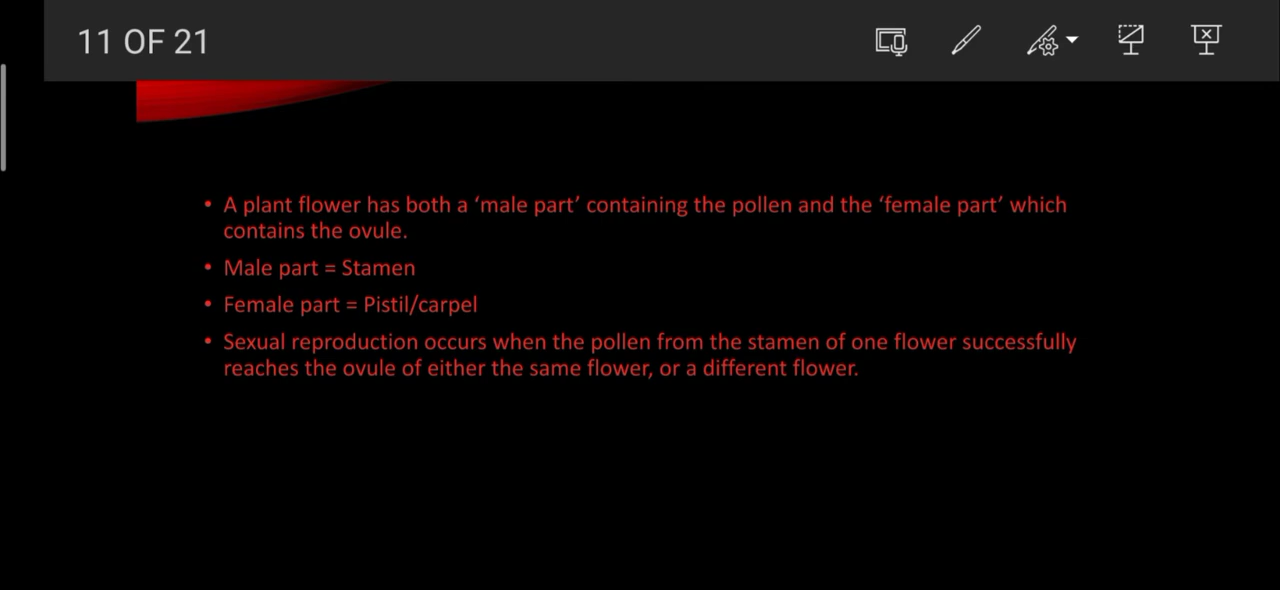 11 OF 21
• A plant flower has both a ‘male part’ containing the pollen and the ‘female part’ which
contains the ovule.
• Male part = Stamen
• Female part = Pistil/carpel
• Sexual reproduction occurs when the pollen from the stamen of one flower successfully
reaches the ovule of either the same flower, or a different flower.